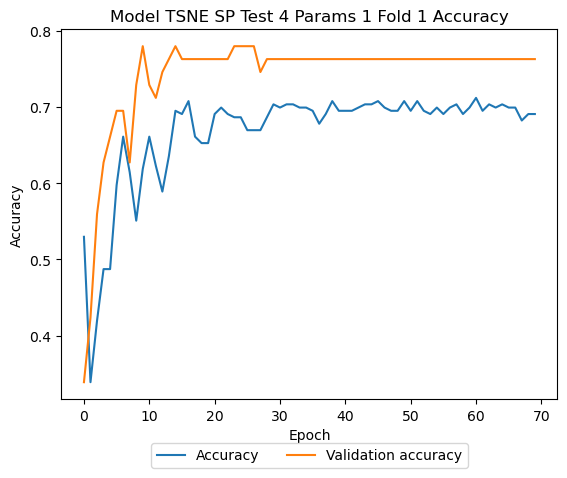 Model TSNE SP Test 4 Params 1 Fold 1 Accuracy
0.8
0.7
0.6
0.5
0.4
Accuracy
0 10 20 30 40 50 60 70
Epoch
Accuracy Validation accuracy